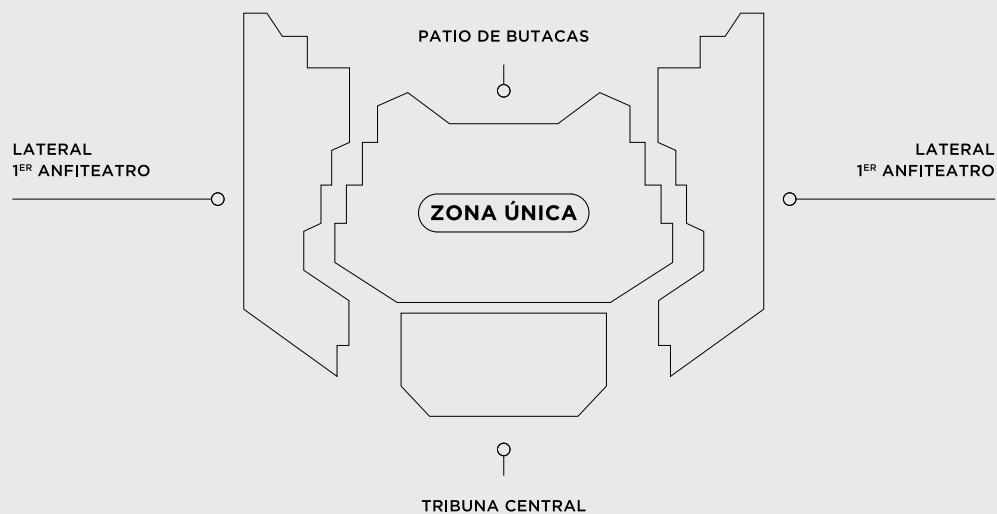 PATIO DE BUTACAS
LATERAL
1ER ANFITEATRO
LATERAL
1ER ANFITEATRO
ZONA ÚNICA
TRIBUNA CENTRAL